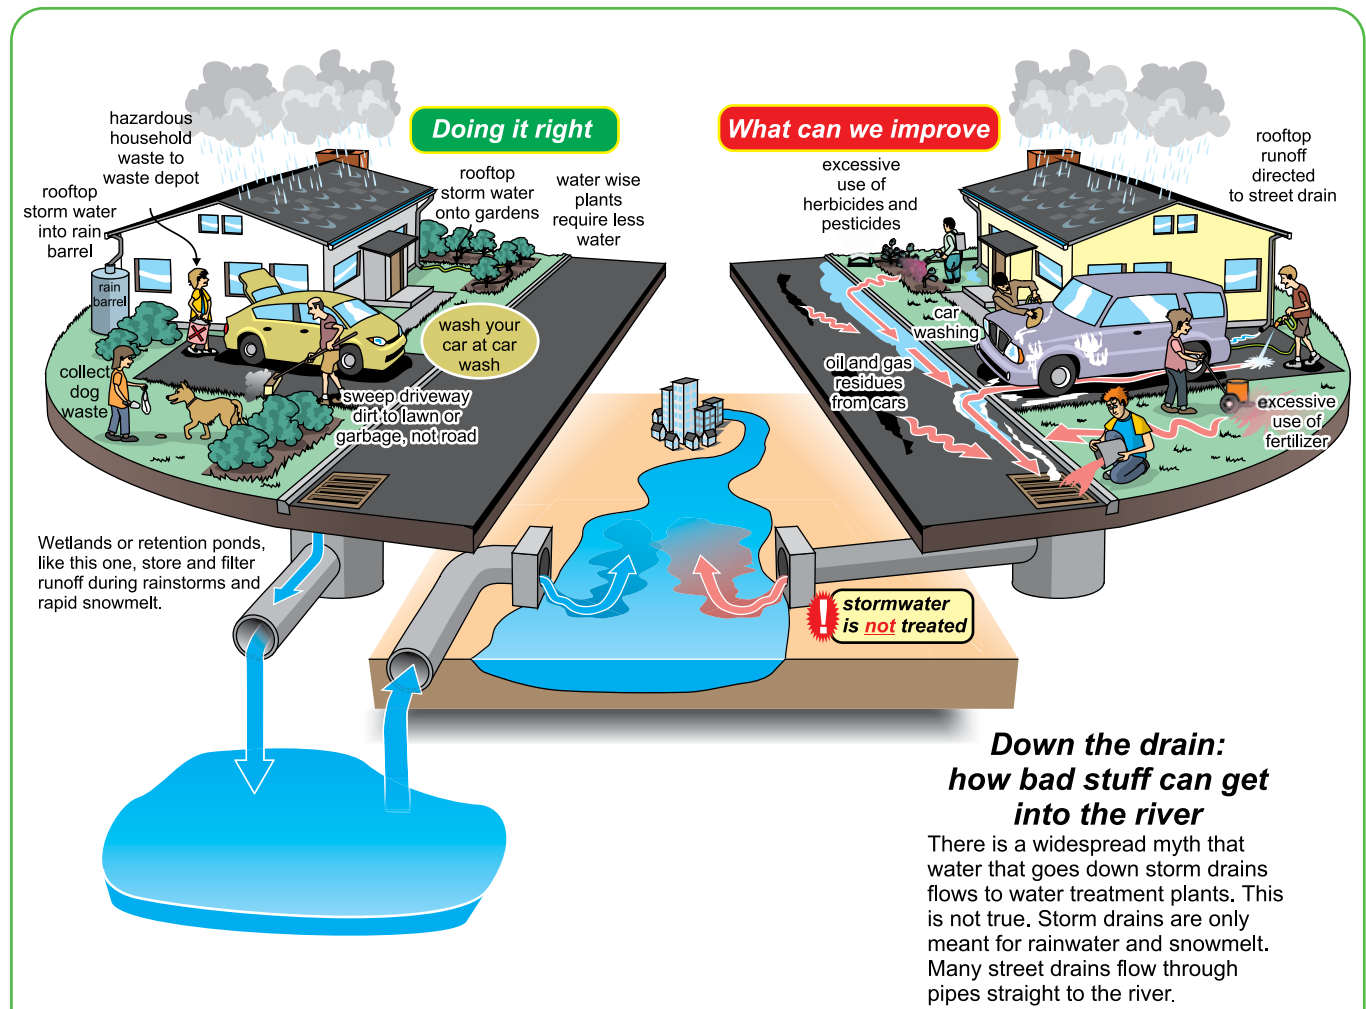 Doing it right
What can we improve
hazardous
household
waste to
waste depot
rooftop
storm water
into rain
barrel
rain
barrel
rooftop
storm water
onto gardens
water wise
plants
require less
water
wash your
car at car
wash
collect
dog
waste
sweep driveway
dirt to lawn or
garbage, not road
excessive
use of
herbicides and
pesticides
rooftop
runoff
directed
to street drain
car
washing
oil and gas
residues
from cars
excessive
use of
fertilizer
Wetlands or retention ponds,
like this one, store and filter
runoff during rainstorms and
rapid snowmelt.
!
stormwater
is not treated
Down the drain:
how bad stuff can get
into the river
There is a widespread myth that
water that goes down storm drains
flows to water treatment plants. This
is not true. Storm drains are only
meant for rainwater and snowmelt.
Many street drains flow through
pipes straight to the river.